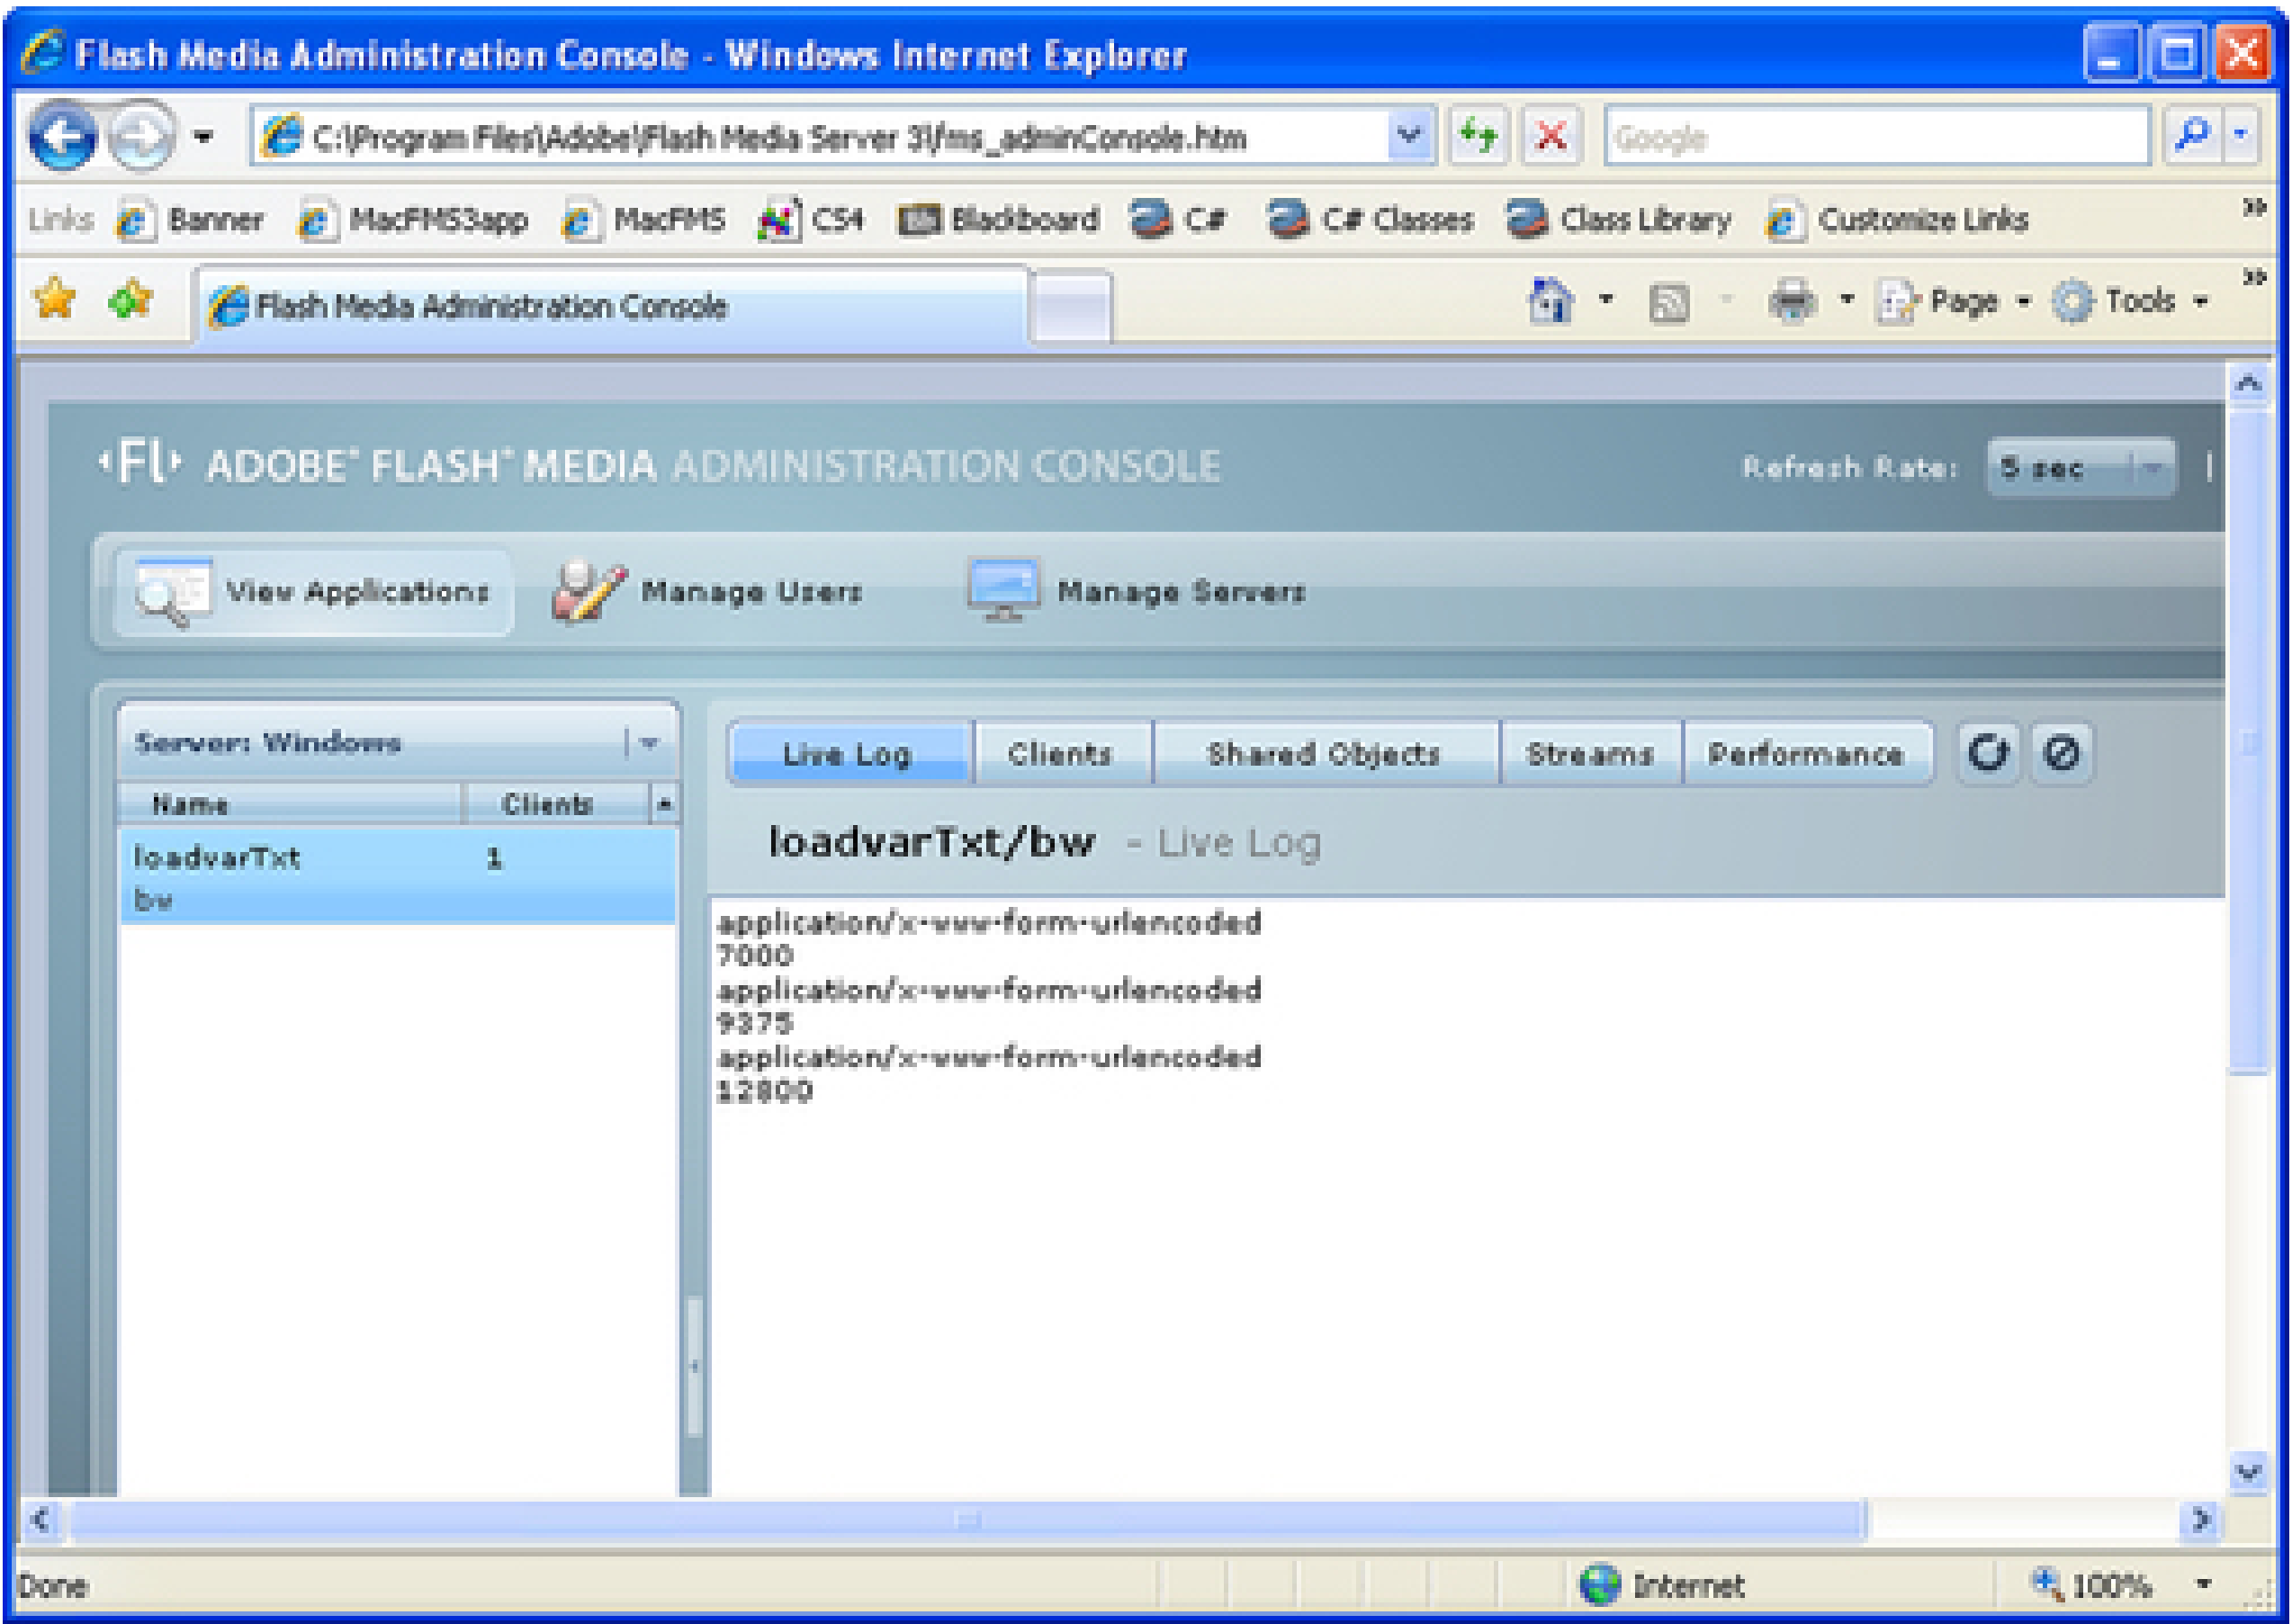 Flash Media Administration Console - Windows Internet Explorer
C:\Program Files\Adobe\Flash Media Server 3\fms_adminConsole.htm Google
Links Banner MacFMS3app MacFMS CS4 Blackboard C# C# Classes Class Library Customize Links »
Flash Media Administration Console Page Tools »
Fl ADOBE® FLASH® MEDIA ADMINISTRATION CONSOLE Refresh Rate: 5 sec
View Applications Manage Users Manage Servers
Server: Windows
Live Log Clients Shared Objects Streams Performance
Name Clients
loadvarTxt/bw - Live Log
loadvarTxt 1
bw
application/x-www-form-urlencoded
7000
application/x-www-form-urlencoded
9375
application/x-www-form-urlencoded
12800
Done Internet 100%